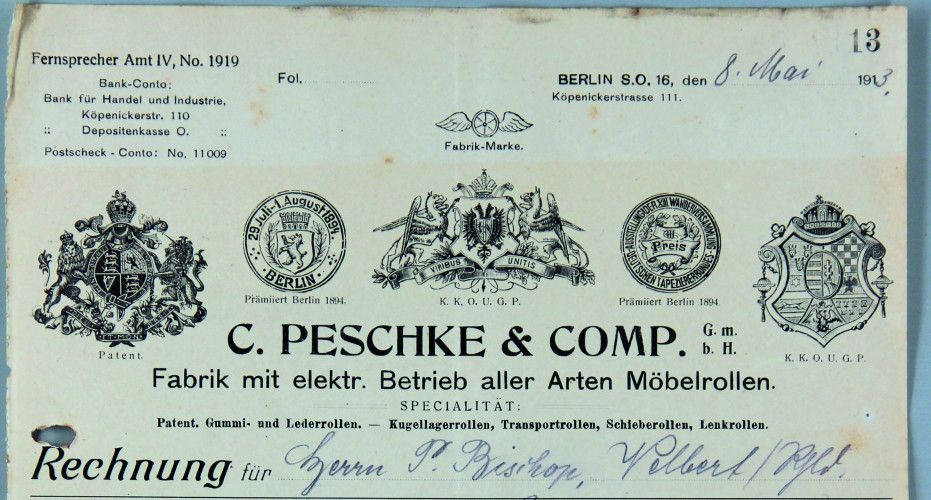 13
Fernsprecher Amt IV, No. 1919
Bank-Conto:
Bank für Handel und Industrie,
Köpenickerstr. 110
:: Depositenkasse O. ::
Postscheck-Conto: No. 11009
Fol.
BERLIN S.O. 16, den 8. Mai 1913.
Köpenickerstrasse 111.
Fabrik-Marke.
29 Juli-1. August 1894
BERLIN
Prämiiert Berlin 1894.
VIRIBUS UNITIS
K. K. O. U. G. P.
Preis
Prämiiert Berlin 1894.
Patent.
K. K. O. U. G. P.
C. PESCHKE & COMP. G. m. b. H.
Fabrik mit elektr. Betrieb aller Arten Möbelrollen.
SPECIALITÄT:
Patent. Gummi- und Lederrollen. — Kugellagerrollen, Transportrollen, Schieberollen, Lenkrollen.
Rechnung für Herrn P. Bischop, Velbert/Rhld.